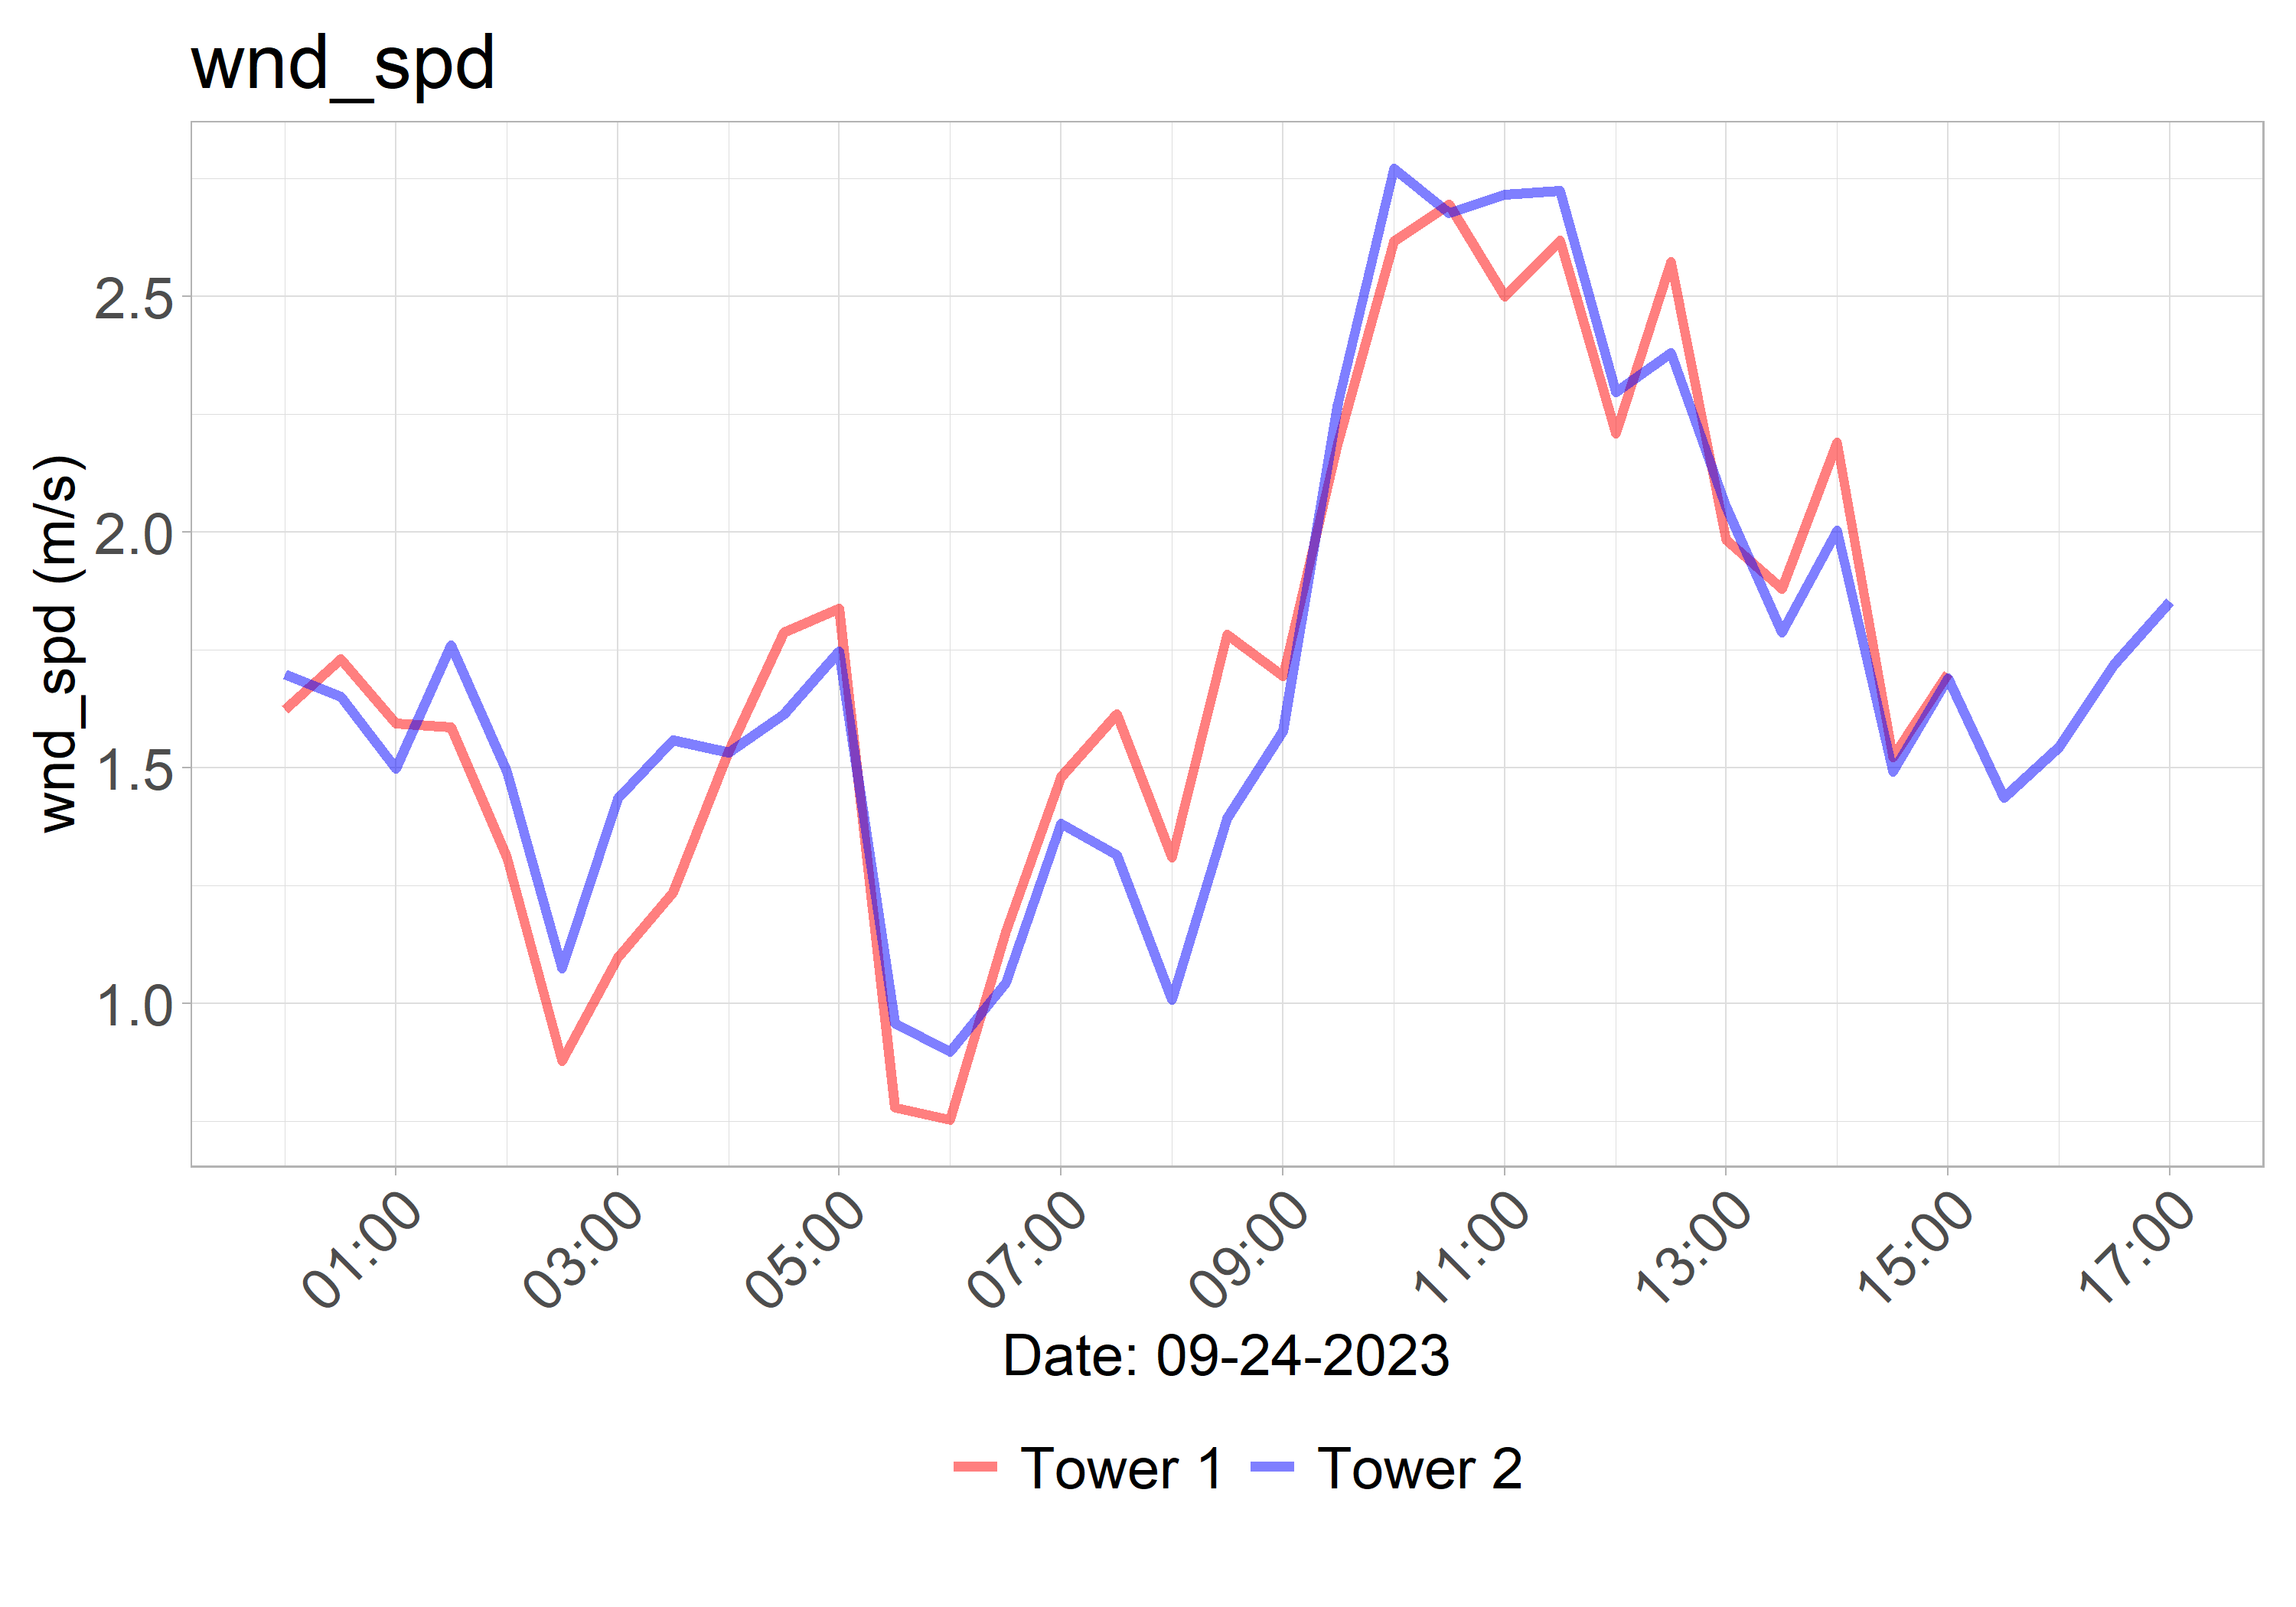 wnd_spd
wnd_spd (m/s)
2.5
2.0
1.5
1.0
01:00 03:00 05:00 07:00 09:00 11:00 13:00 15:00 17:00
Date: 09-24-2023
Tower 1 Tower 2